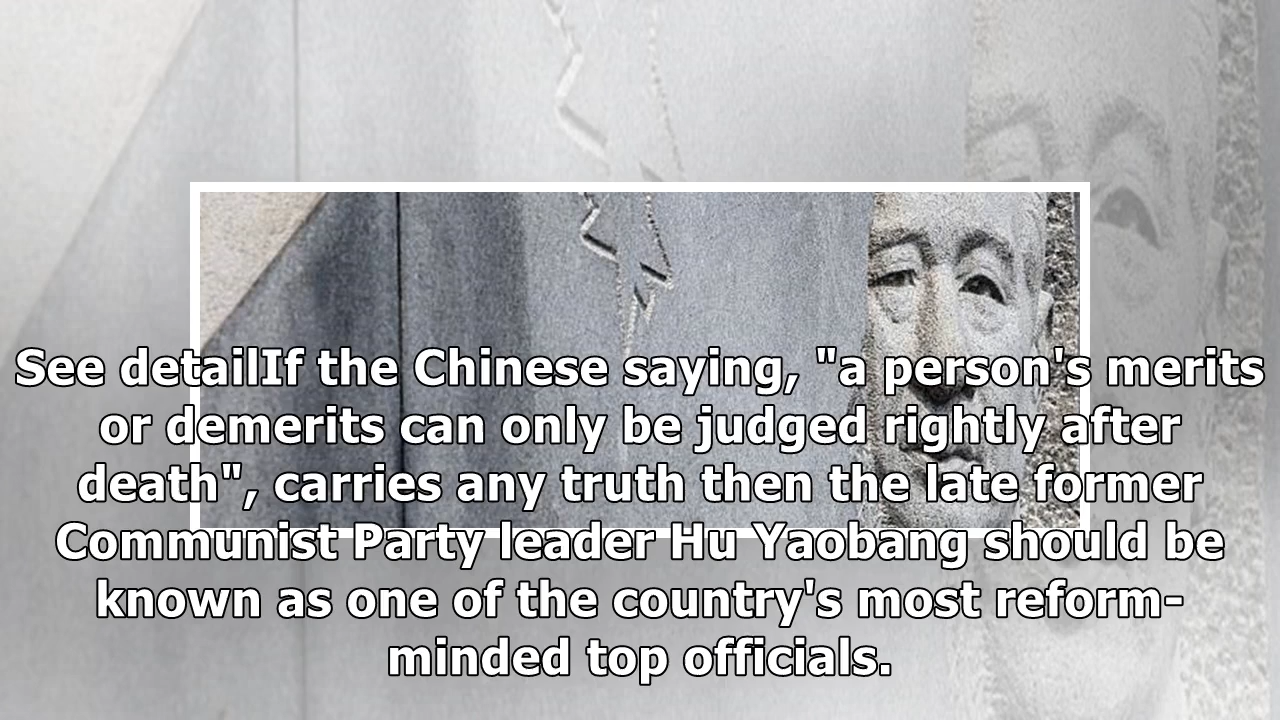 See detailIf the Chinese saying, "a person's merits
or demerits can only be judged rightly after
death", carries any truth then the late former
Communist Party leader Hu Yaobang should be
known as one of the country's most reform-
minded top officials.